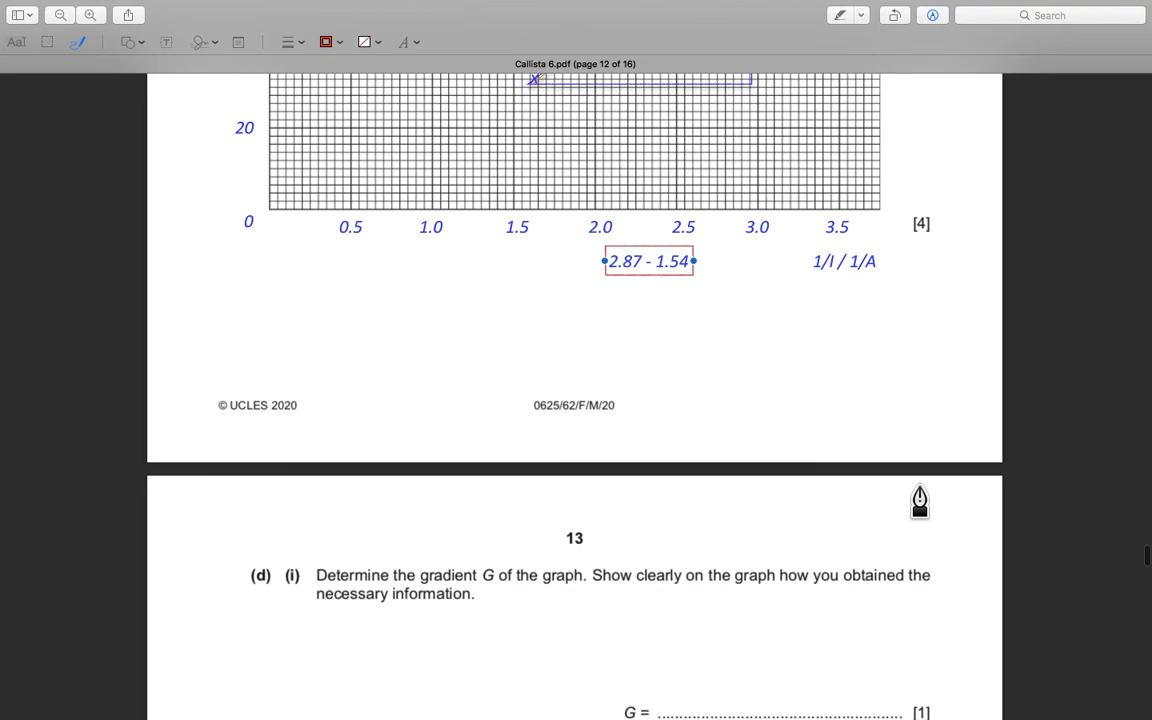 Search
AaI
T
A
Callista 6.pdf (page 12 of 16)
x
20
0
0.5 1.0 1.5 2.0 2.5 3.0 3.5
[4]
2.87 - 1.54
1/I / 1/A
© UCLES 2020
0625/62/F/M/20
13
(d) (i) Determine the gradient G of the graph. Show clearly on the graph how you obtained the
necessary information.
G = ...................................................... [1]